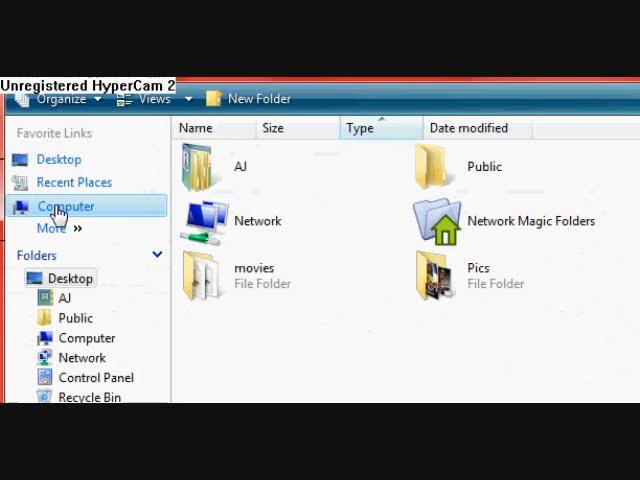 Unregistered HyperCam 2
Organize Views New Folder
Favorite Links
Desktop
Recent Places
Computer
More »
Folders
Desktop
AJ
Public
Computer
Network
Control Panel
Recycle Bin
Name Size Type Date modified
AJ Public
Network Network Magic Folders
movies Pics
File Folder File Folder